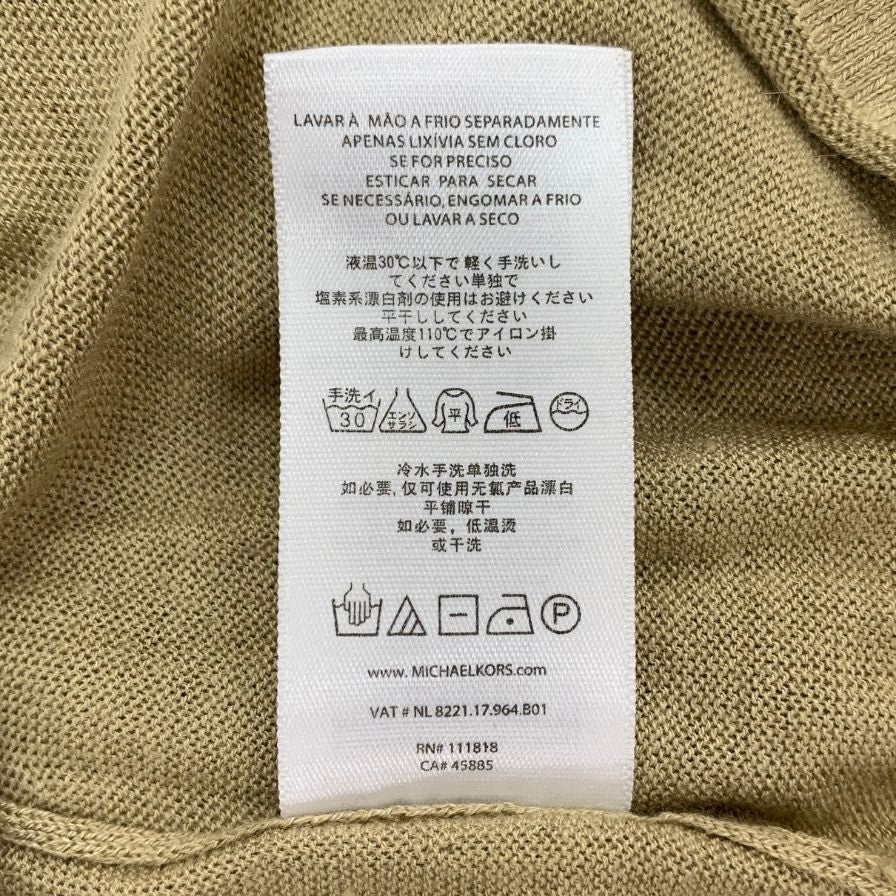 LAVAR À MÃO A FRIO SEPARADAMENTE
APENAS LIXÍVIA SEM CLORO
SE FOR PRECISO
ESTICAR PARA SECAR
SE NECESSÁRIO, ENGOMAR A FRIO
OU LAVAR A SECO
液温30℃以下で 軽く手洗いし
てください単独で
塩素系漂白剤の使用はお避けください
平干ししてください
最高温度110℃でアイロン掛
けしてください
手洗イ
30
エンソ
サラシ
平
低
ドライ
冷水手洗单独洗
如必要, 仅可使用无氯产品漂白
平铺晾干
如必要，低温烫
或干洗
P
www. MICHAELKORS.com
VAT # NL 8221.17.964.B01
RN# 111818
CA# 45885